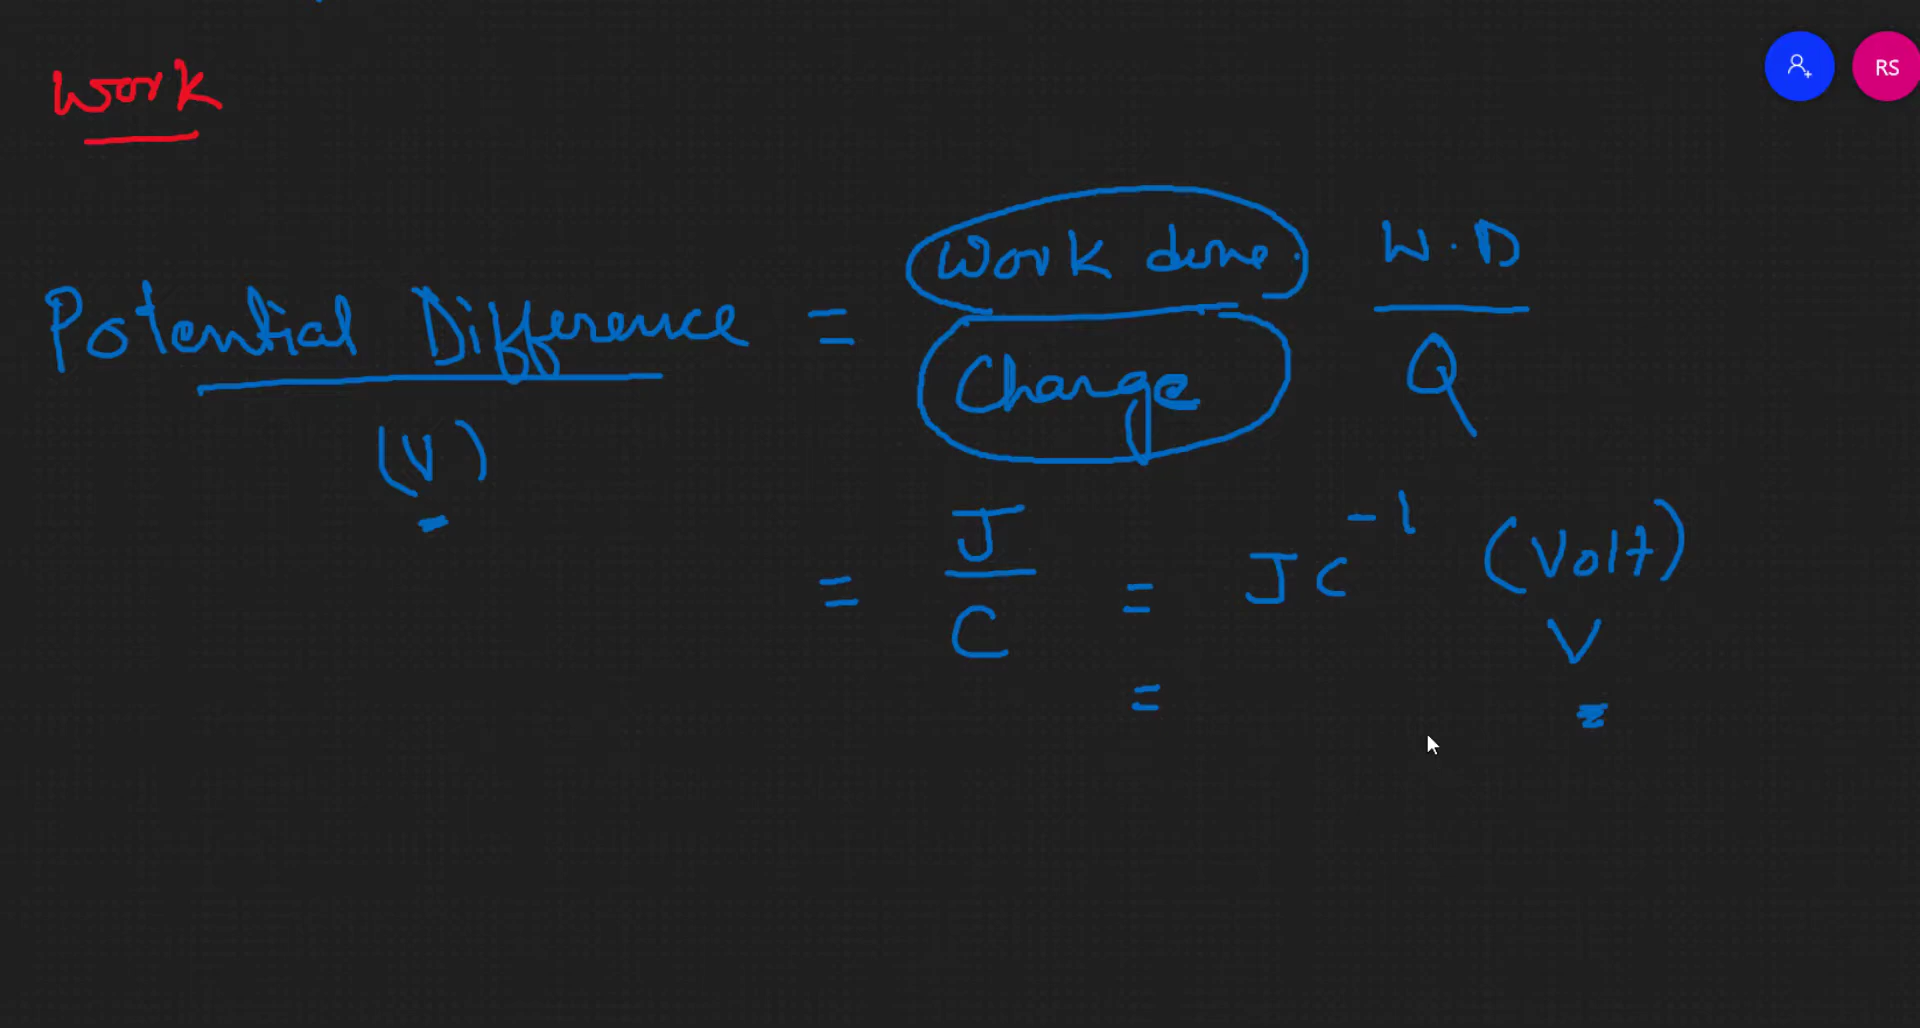 RS
Work
Potential Difference = Work done / Charge W.D / Q
(V)
= J / C = JC⁻¹ (Volt)
= V